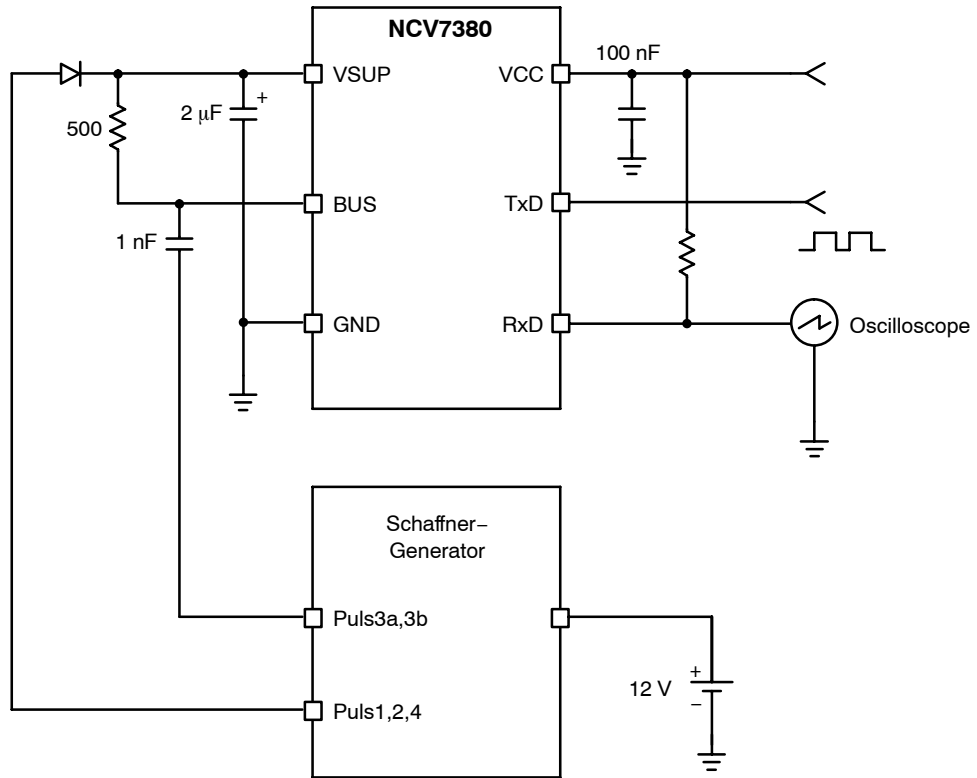 NCV7380
100 nF
VSUP
VCC
+
2 μF
500
BUS
TxD
1 nF
GND
RxD
Oscilloscope
Schaffner−
Generator
Puls3a,3b
+
12 V
−
Puls1,2,4